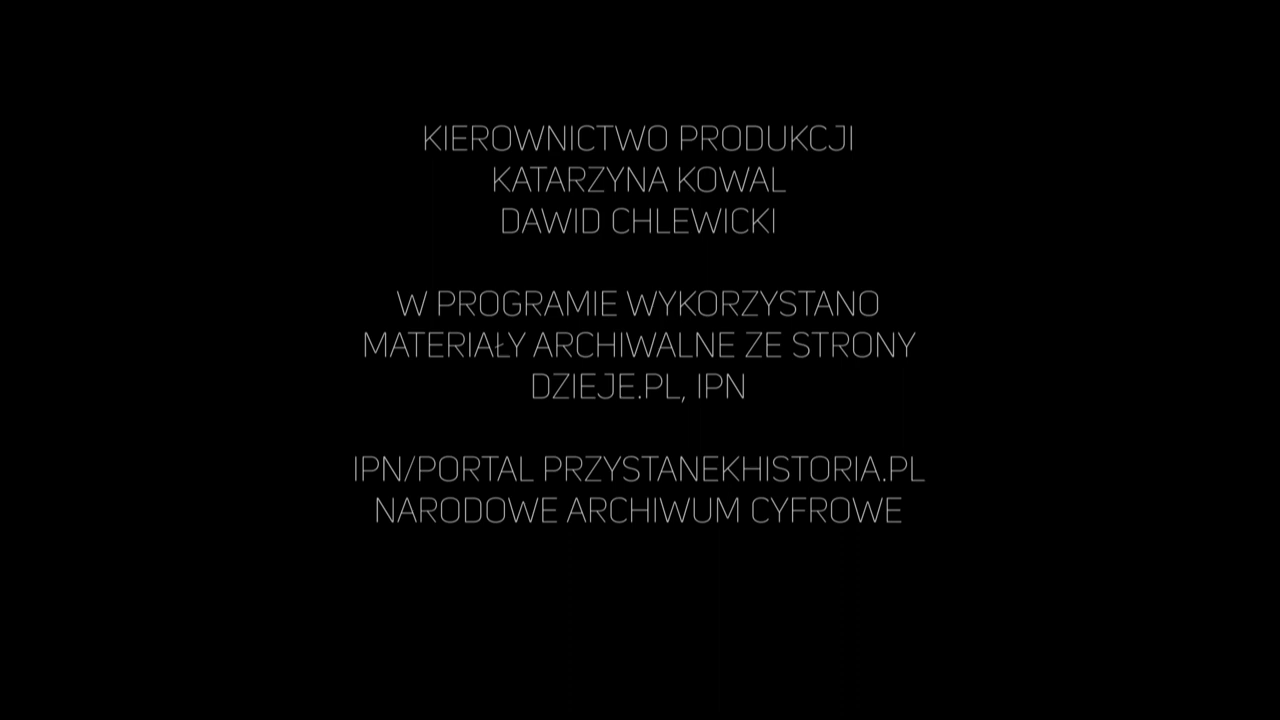 KIEROWNICTWO PRODUKCJI
KATARZYNA KOWAL
DAWID CHLEWICKI
W PROGRAMIE WYKORZYSTANO
MATERIAŁY ARCHIWALNE ZE STRONY
DZIEJE.PL, IPN
IPN/PORTAL PRZYSTANEKHISTORIA.PL
NARODOWE ARCHIWUM CYFROWE